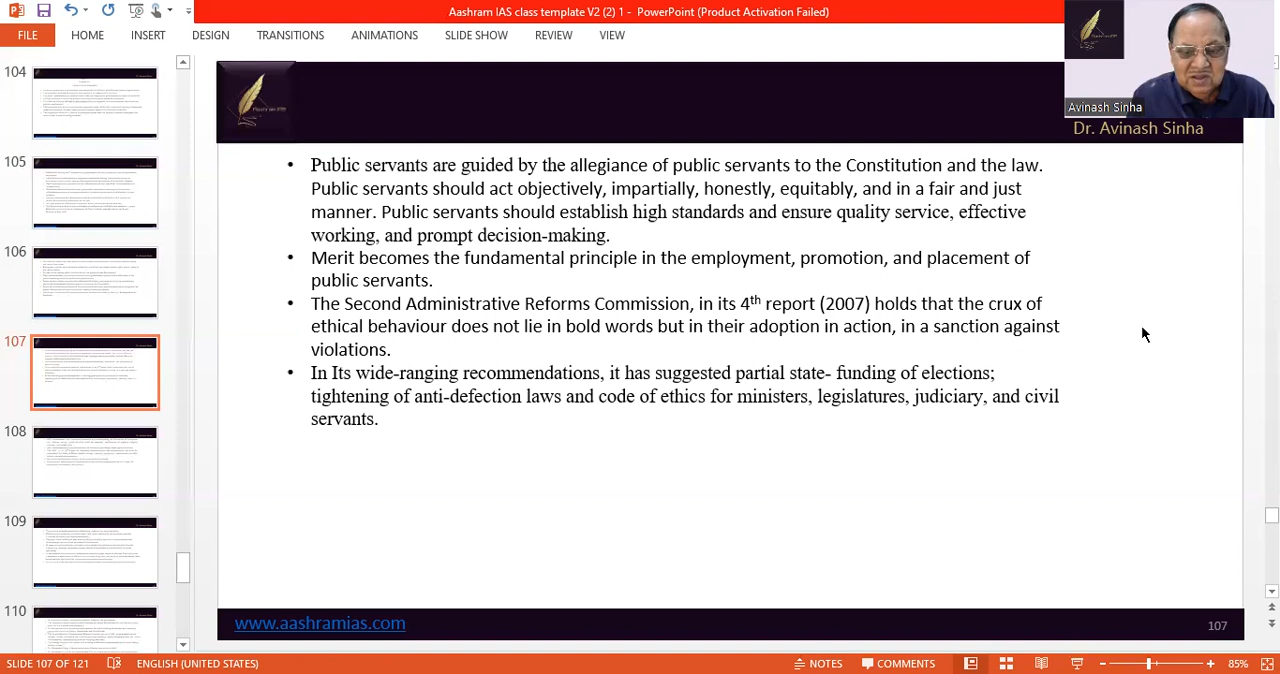 Aashram IAS class template V2 (2) 1 - PowerPoint (Product Activation Failed)
FILE HOME INSERT DESIGN TRANSITIONS ANIMATIONS SLIDE SHOW REVIEW VIEW
Avinash Sinha
Dr. Avinash Sinha
104
105
106
107
108
109
110
• Public servants are guided by the allegiance of public servants to the Constitution and the law.
Public servants should act objectively, impartially, honestly, equitably, and in a fair and just
manner. Public servants should establish high standards and ensure quality service, effective
working, and prompt decision-making.
• Merit becomes the fundamental principle in the employment, promotion, and placement of
public servants.
• The Second Administrative Reforms Commission, in its 4th report (2007) holds that the crux of
ethical behaviour does not lie in bold words but in their adoption in action, in a sanction against
violations.
• In Its wide-ranging recommendations, it has suggested partial state- funding of elections;
tightening of anti-defection laws and code of ethics for ministers, legislatures, judiciary, and civil
servants.
www.aashramias.com
107
SLIDE 107 OF 121 ENGLISH (UNITED STATES) NOTES COMMENTS 85%